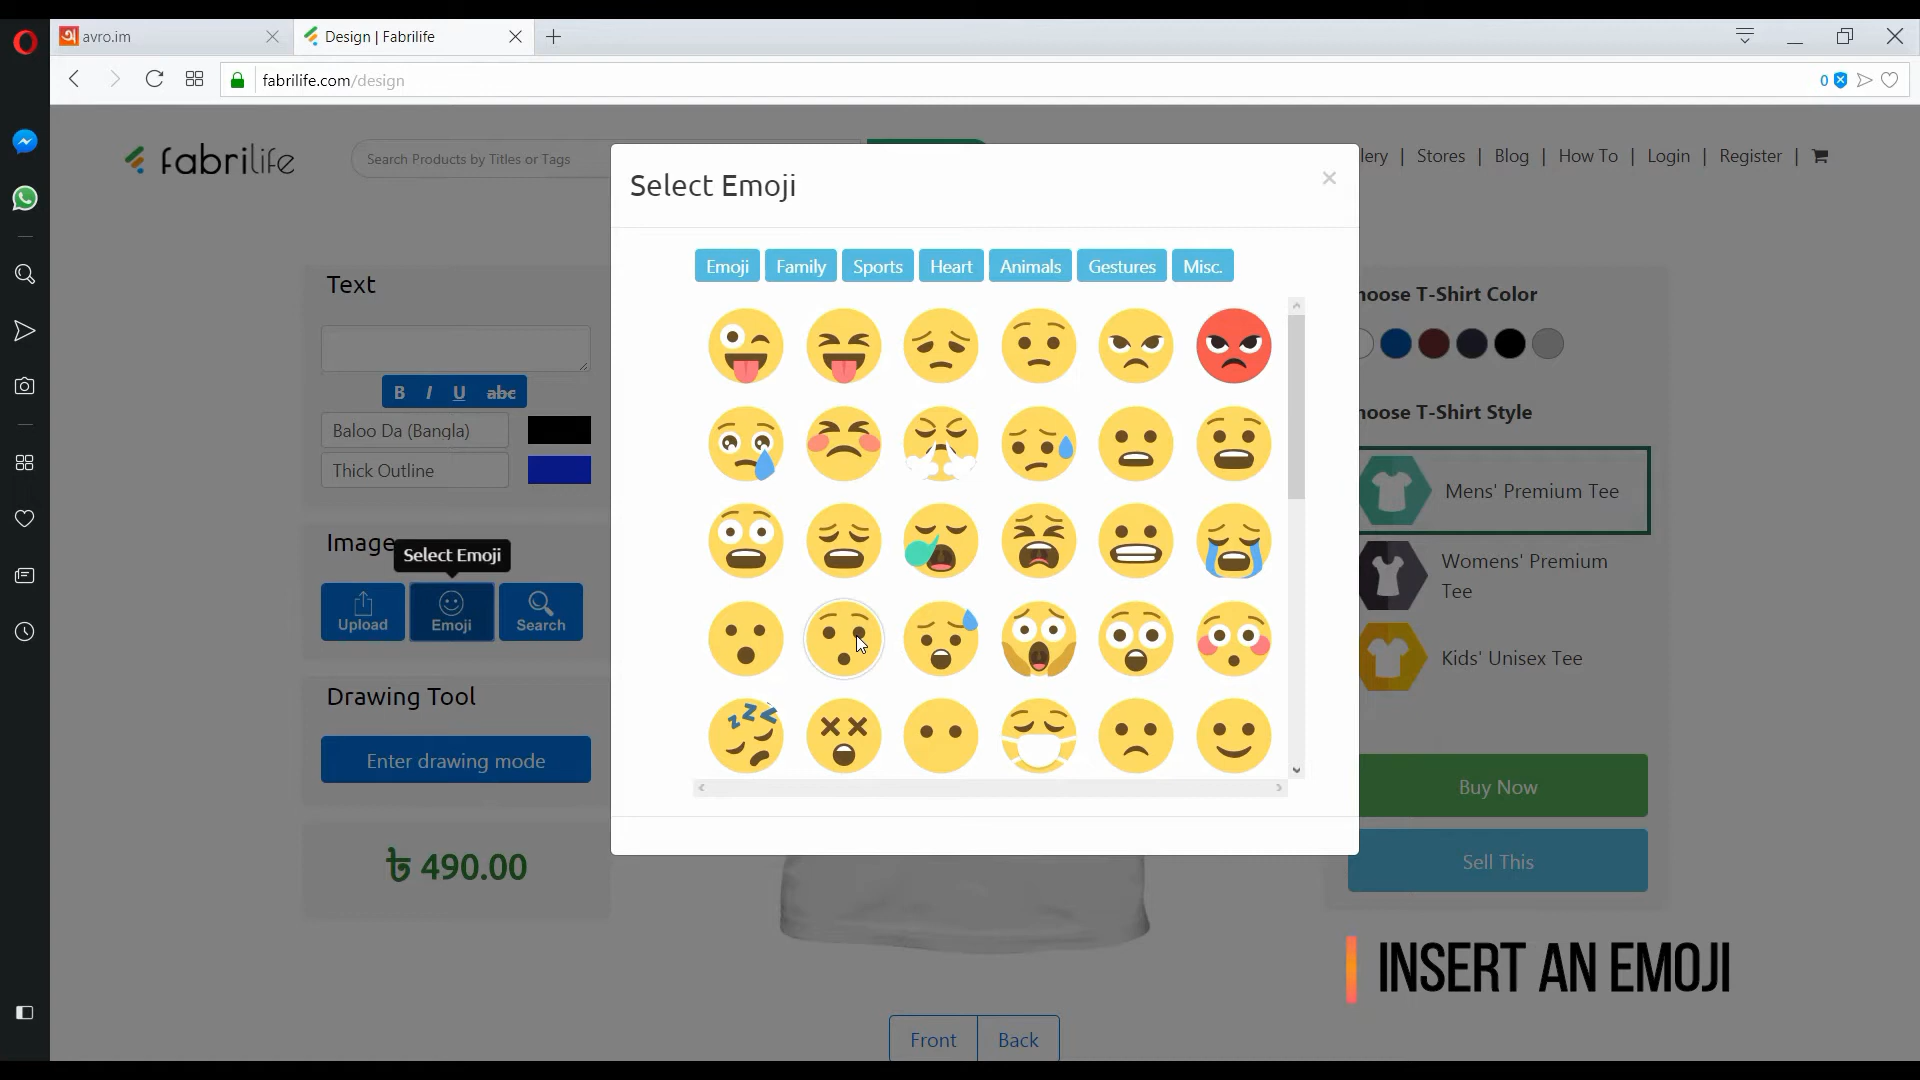 avro.im
Design | Fabrilife
fabrilife.com/design
0
fabrilife
Search Products by Titles or Tags
lery | Stores | Blog | How To | Login | Register |
Select Emoji
×
Emoji Family Sports Heart Animals Gestures Misc.
Text
B I U abc
Baloo Da (Bangla)
Thick Outline
Image
Select Emoji
Upload Emoji Search
Drawing Tool
Enter drawing mode
৳ 490.00
hoose T-Shirt Color
hoose T-Shirt Style
Mens' Premium Tee
Womens' Premium
Tee
Kids' Unisex Tee
Buy Now
Sell This
INSERT AN EMOJI
Front Back